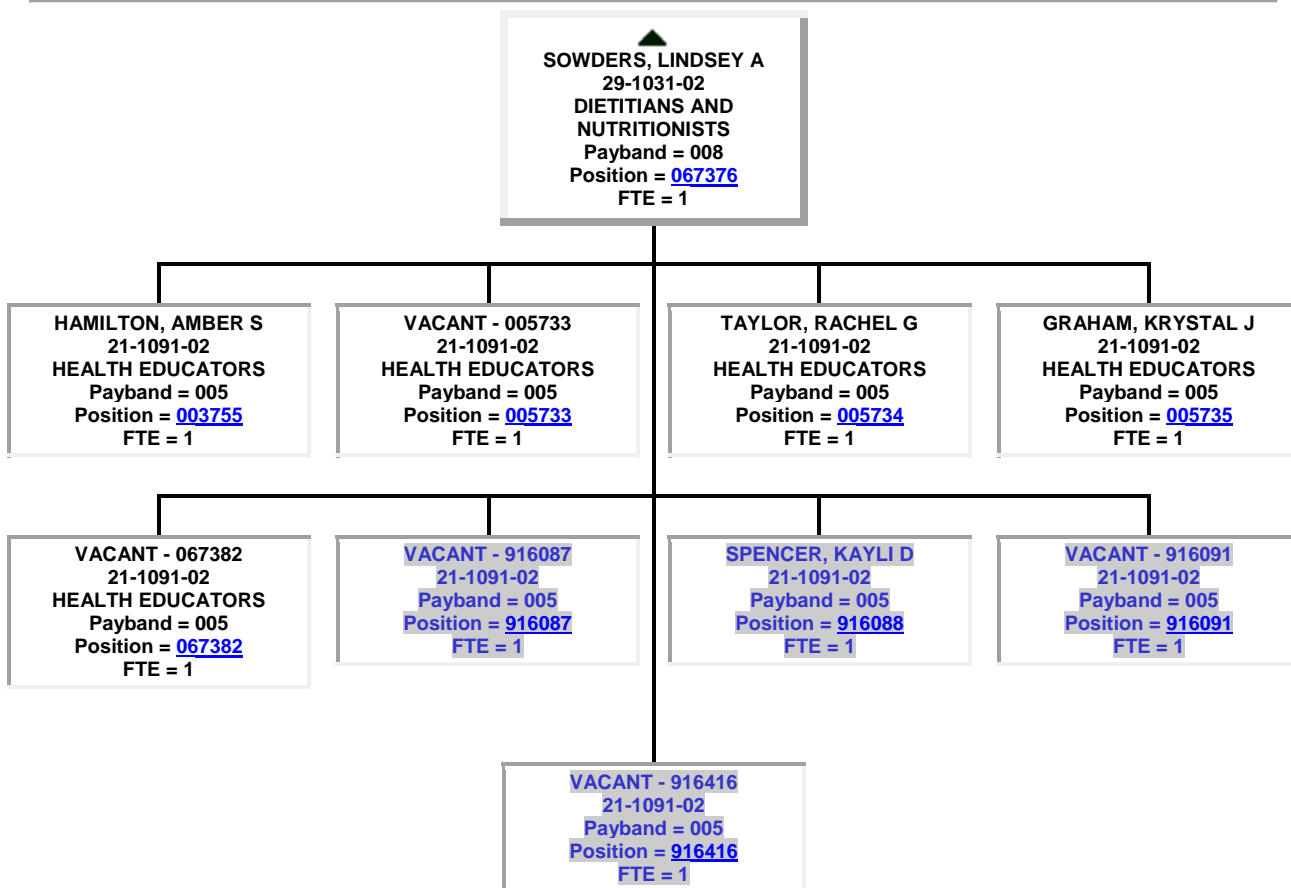 SOWDERS, LINDSEY A
29-1031-02
DIETITIANS AND
NUTRITIONISTS
Payband = 008
Position = 067376
FTE = 1
HAMILTON, AMBER S
21-1091-02
HEALTH EDUCATORS
Payband = 005
Position = 003755
FTE = 1
VACANT - 005733
21-1091-02
HEALTH EDUCATORS
Payband = 005
Position = 005733
FTE = 1
TAYLOR, RACHEL G
21-1091-02
HEALTH EDUCATORS
Payband = 005
Position = 005734
FTE = 1
GRAHAM, KRYSTAL J
21-1091-02
HEALTH EDUCATORS
Payband = 005
Position = 005735
FTE = 1
VACANT - 067382
21-1091-02
HEALTH EDUCATORS
Payband = 005
Position = 067382
FTE = 1
VACANT - 916087
21-1091-02
Payband = 005
Position = 916087
FTE = 1
SPENCER, KAYLI D
21-1091-02
Payband = 005
Position = 916088
FTE = 1
VACANT - 916091
21-1091-02
Payband = 005
Position = 916091
FTE = 1
VACANT - 916416
21-1091-02
Payband = 005
Position = 916416
FTE = 1